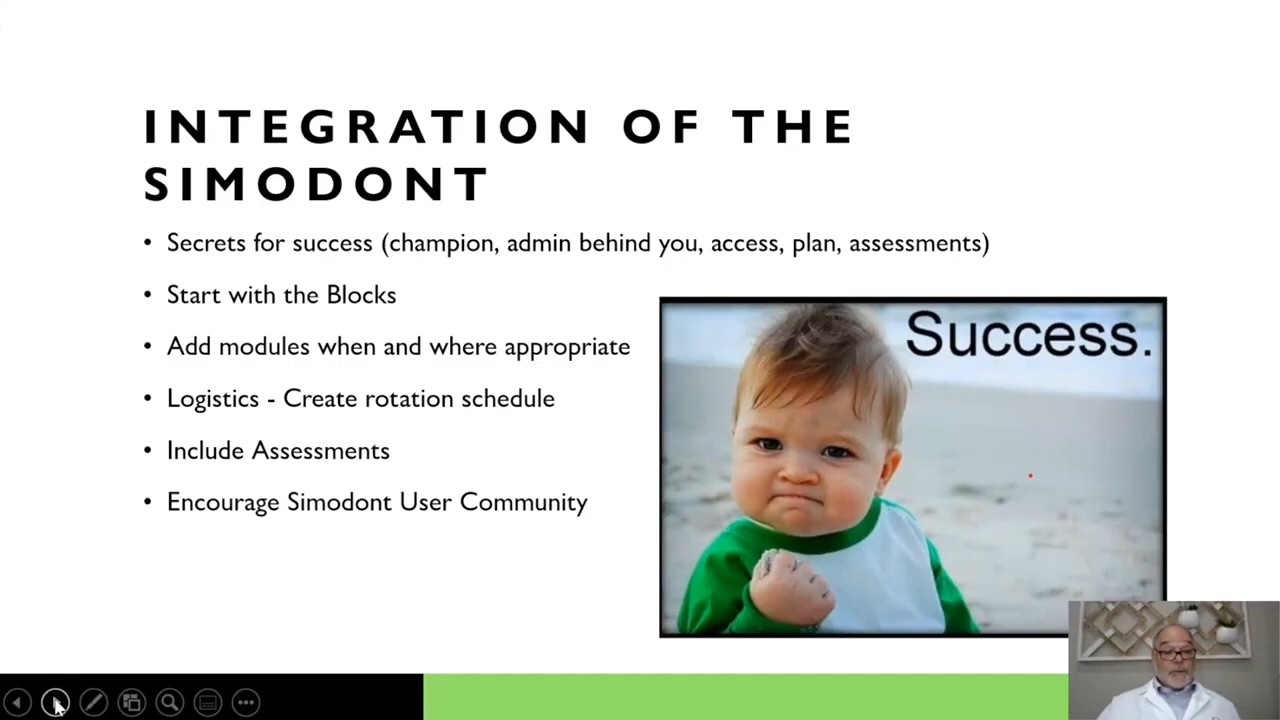 INTEGRATION OF THE
SIMODONT
• Secrets for success (champion, admin behind you, access, plan, assessments)
• Start with the Blocks
• Add modules when and where appropriate
• Logistics - Create rotation schedule
• Include Assessments
• Encourage Simodont User Community
Success.